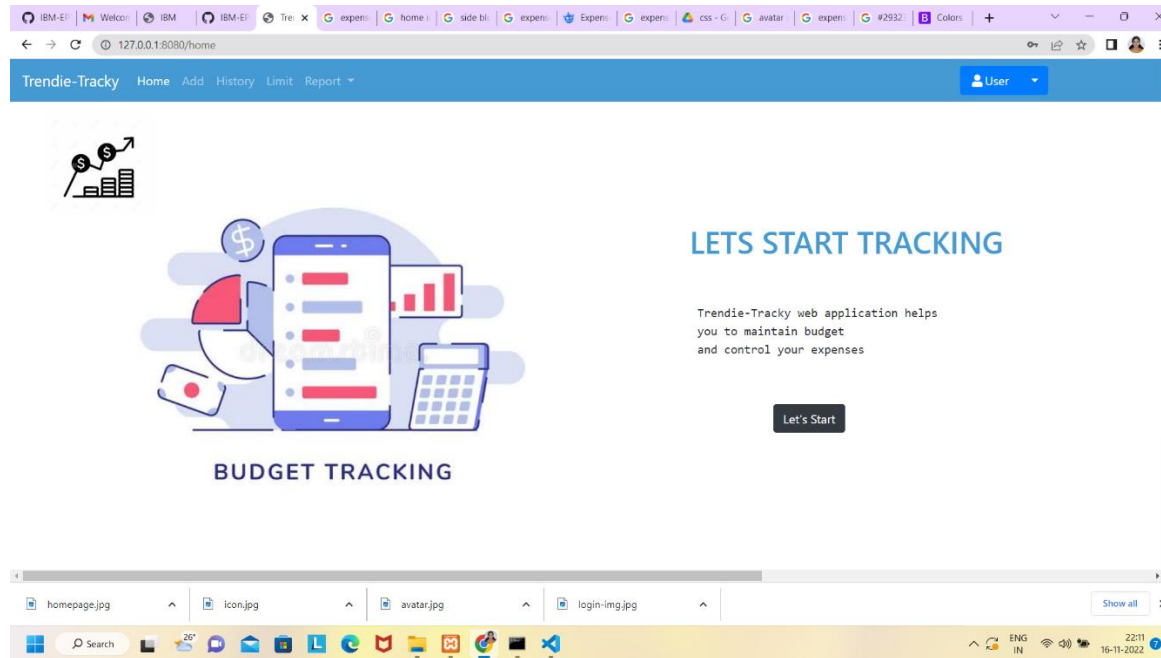 IBM-EP
Welcon
IBM
IBM-EP
Trei
expens
home i
side bl
expens
Expens
expens
css - G
avatar
expens
#2932
Colors
127.0.0.1:8080/home
Trendie-Tracky Home Add History Limit Report
User
LETS START TRACKING
Trendie-Tracky web application helps
you to maintain budget
and control your expenses
Let's Start
dreamstime
BUDGET TRACKING
homepage.jpg
icon.jpg
avatar.jpg
login-img.jpg
Show all
Search
26°
ENG
IN
22:11
16-11-2022